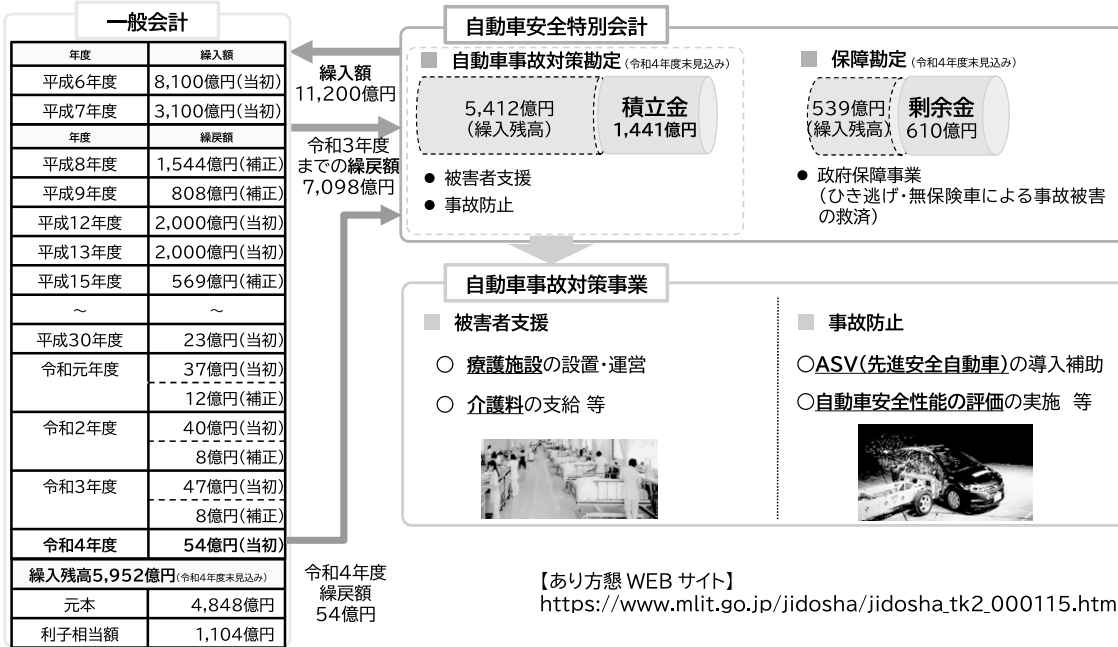 一般会計
年度 繰入額
平成6年度 8,100億円(当初)
平成7年度 3,100億円(当初)
年度 繰戻額
平成8年度 1,544億円(補正)
平成9年度 808億円(補正)
平成12年度 2,000億円(当初)
平成13年度 2,000億円(当初)
平成15年度 569億円(補正)
～ ～
平成30年度 23億円(当初)
令和元年度 37億円(当初)
12億円(補正)
令和2年度 40億円(当初)
8億円(補正)
令和3年度 47億円(当初)
8億円(補正)
令和4年度 54億円(当初)
繰入残高5,952億円(令和4年度末見込み)
元本 4,848億円
利子相当額 1,104億円
繰入額
11,200億円
令和3年度
までの繰戻額
7,098億円
令和4年度
繰戻額
54億円
自動車安全特別会計
■ 自動車事故対策勘定(令和4年度末見込み)
5,412億円
(繰入残高)
積立金
1,441億円
● 被害者支援
● 事故防止
■ 保障勘定(令和4年度末見込み)
539億円
(繰入残高)
剰余金
610億円
● 政府保障事業
(ひき逃げ・無保険車による事故被害
の救済)
自動車事故対策事業
■ 被害者支援
○ 療護施設の設置・運営
○ 介護料の支給 等
■ 事故防止
○ASV(先進安全自動車)の導入補助
○自動車安全性能の評価の実施 等
【あり方懇 WEB サイト】
https://www.mlit.go.jp/jidosha/jidosha_tk2_000115.htm